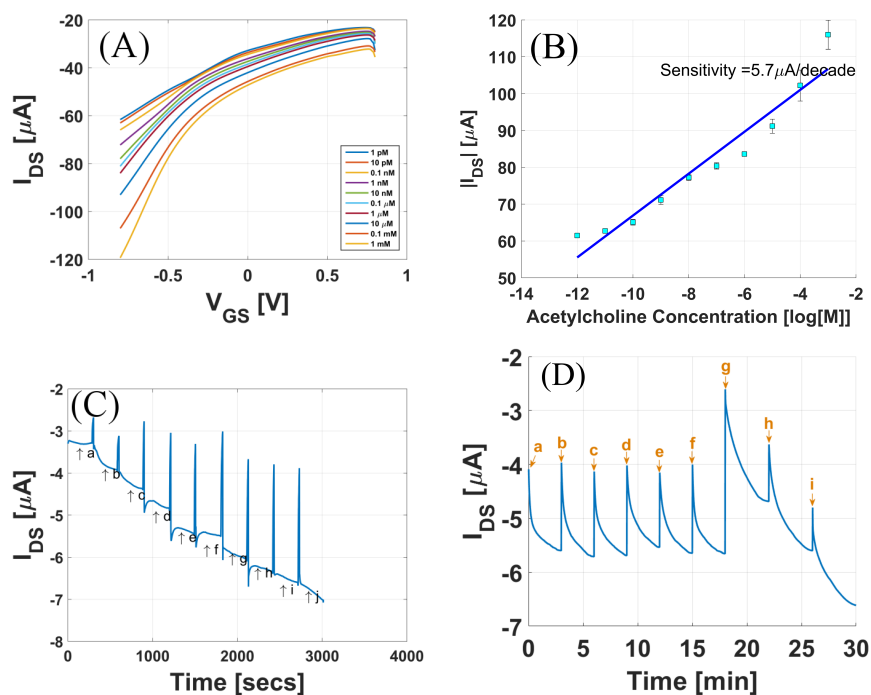 (A)
-20
-40
-60
-80
-100
-120
-1
-0.5
0
0.5
1
I_DS [μA]
V_GS [V]
1 pM
10 pM
0.1 nM
1 nM
10 nM
0.1 μM
1 μM
10 μM
0.1 mM
1 mM
(B)
Sensitivity =5.7μA/decade
120
110
100
90
80
70
60
50
-14
-12
-10
-8
-6
-4
-2
|I_DS| [μA]
Acetylcholine Concentration [log[M]]
(C)
-2
-3
-4
-5
-6
-7
-8
0
1000
2000
3000
4000
I_DS [μA]
Time [secs]
↑ a
↑ b
↑ c
↑ d
↑ e
↑ f
↑ g
↑ h
↑ i
↑ j
(D)
-2
-3
-4
-5
-6
-7
0
5
10
15
20
25
30
I_DS [μA]
Time [min]
a
b
c
d
e
f
g
h
i